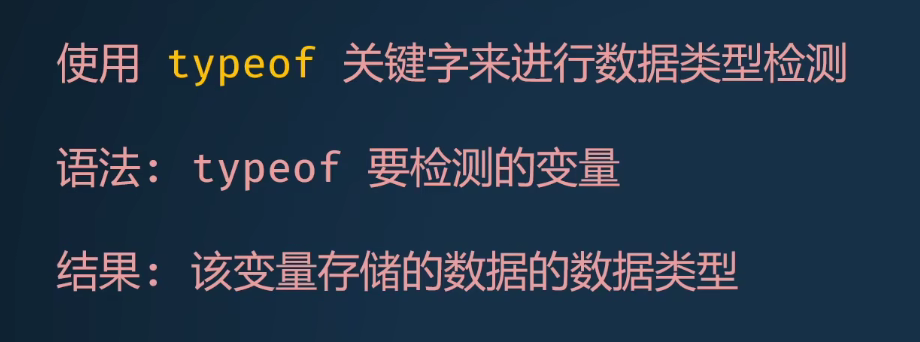 使用 typeof 关键字来进行数据类型检测
语法: typeof 要检测的变量
结果: 该变量存储的数据的数据类型